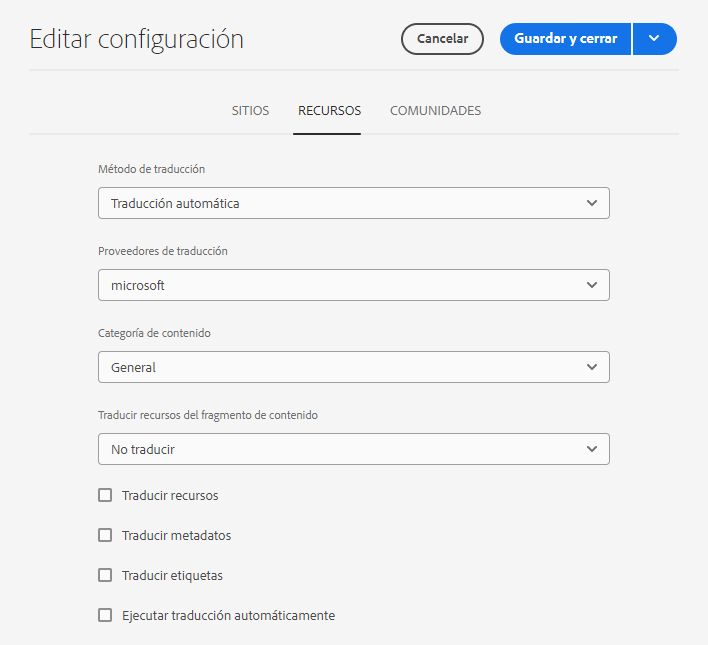 Editar configuración
Cancelar
Guardar y cerrar
SITIOS
RECURSOS
COMUNIDADES
Método de traducción
Traducción automática
Proveedores de traducción
microsoft
Categoría de contenido
General
Traducir recursos del fragmento de contenido
No traducir
Traducir recursos
Traducir metadatos
Traducir etiquetas
Ejecutar traducción automáticamente